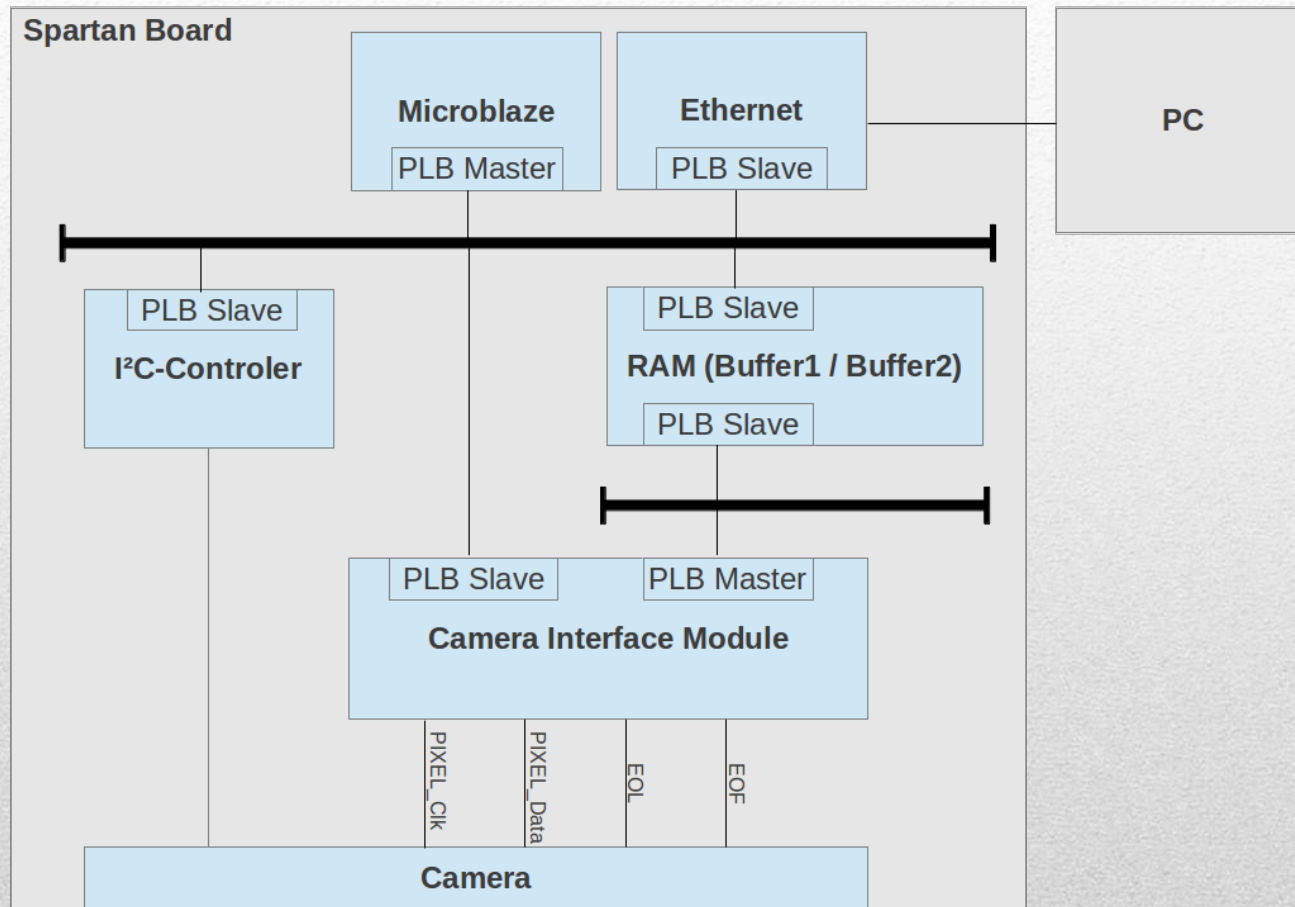 Spartan Board
Microblaze
PLB Master
Ethernet
PLB Slave
PC
PLB Slave
I²C-Controler
PLB Slave
RAM (Buffer1 / Buffer2)
PLB Slave
PLB Slave
PLB Master
Camera Interface Module
PIXEL_Clk
PIXEL_Data
EOL
EOF
Camera